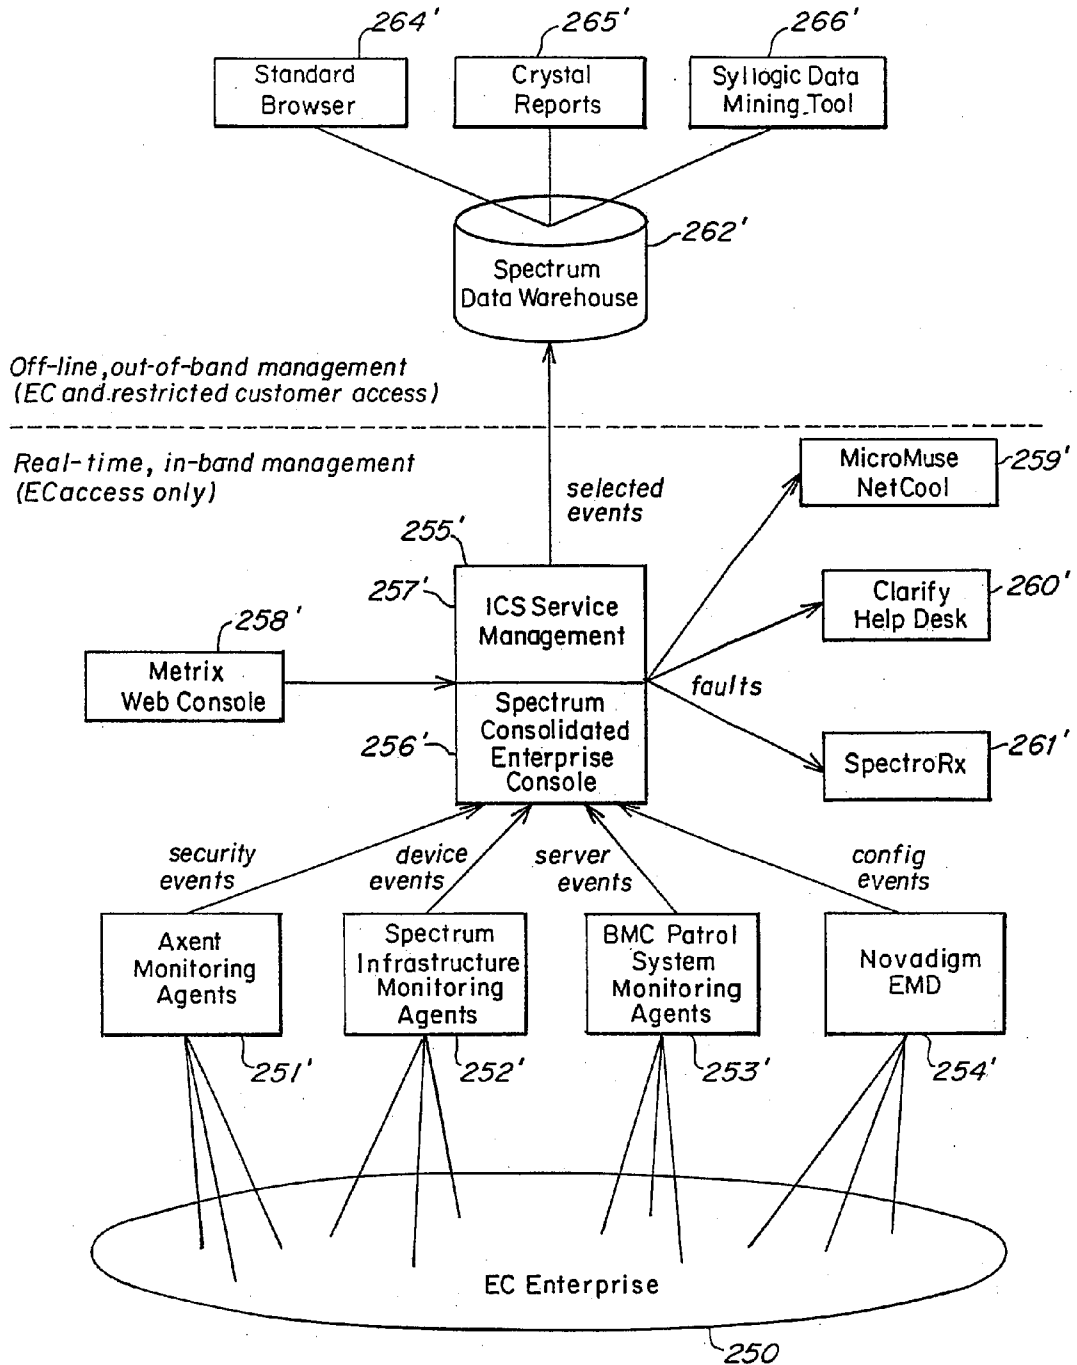 264'
265'
266'
Standard
Browser
Crystal
Reports
Syllogic Data
Mining Tool
262'
Spectrum
Data Warehouse
Off-line, out-of-band management
(EC and restricted customer access)
Real-time, in-band management
(EC access only)
MicroMuse
NetCool
259'
selected
events
255'
257'
ICS Service
Management
Clarify
Help Desk
260'
258'
Metrix
Web Console
faults
256'
Spectrum
Consolidated
Enterprise
Console
SpectroRx
261'
security
events
device
events
server
events
config
events
Axent
Monitoring
Agents
Spectrum
Infrastructure
Monitoring
Agents
BMC Patrol
System
Monitoring
Agents
Novadigm
EMD
251'
252'
253'
254'
EC Enterprise
250